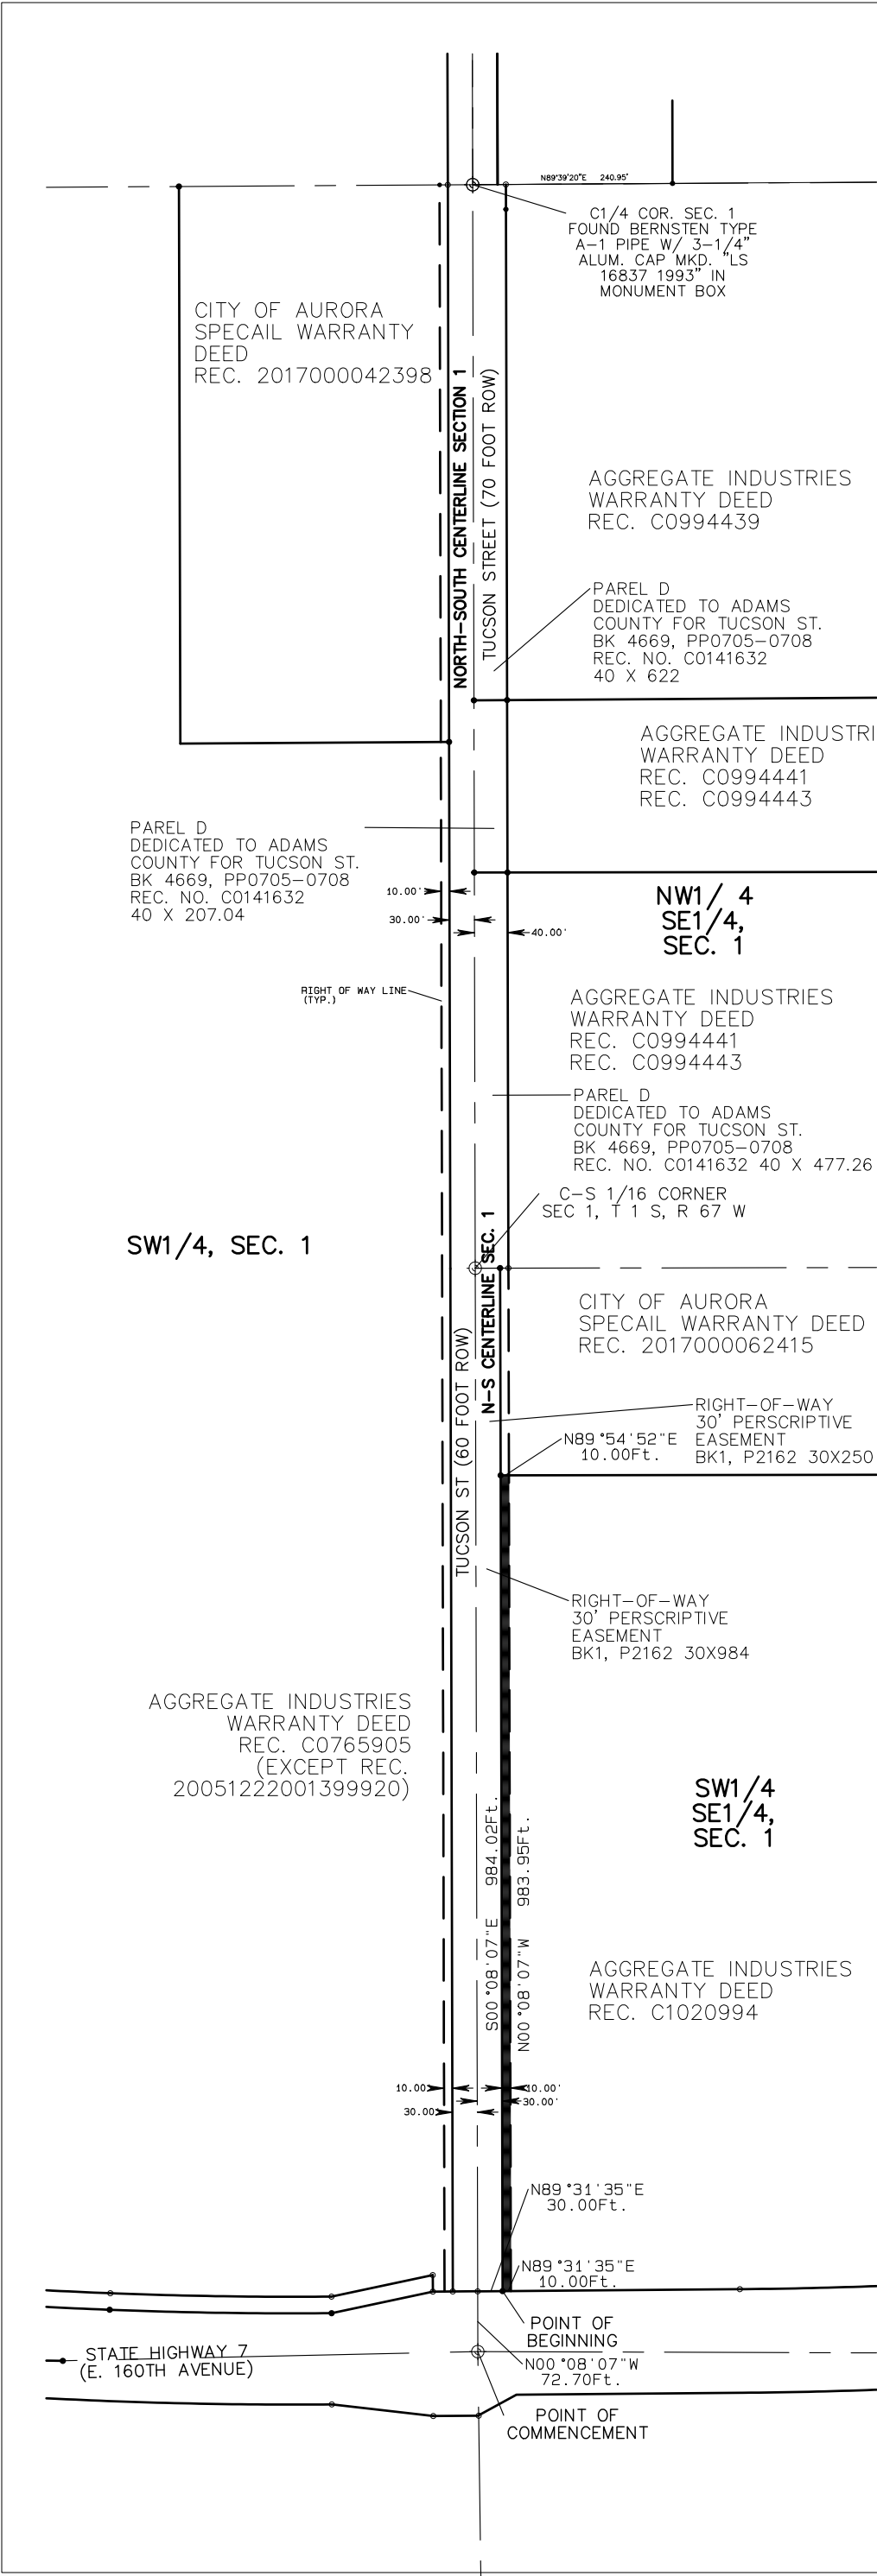 N89°39'20"E 240.95'
C1/4 COR. SEC. 1
FOUND BERNSTEN TYPE
A-1 PIPE W/ 3-1/4"
ALUM. CAP MKD. "LS
16837 1993" IN
MONUMENT BOX
CITY OF AURORA
SPECAIL WARRANTY
DEED
REC. 2017000042398
NORTH-SOUTH CENTERLINE SECTION 1
TUCSON STREET (70 FOOT ROW)
AGGREGATE INDUSTRIES
WARRANTY DEED
REC. C0994439
PAREL D
DEDICATED TO ADAMS
COUNTY FOR TUCSON ST.
BK 4669, PP0705-0708
REC. NO. C0141632
40 X 622
AGGREGATE INDUSTRI
WARRANTY DEED
REC. C0994441
REC. C0994443
PAREL D
DEDICATED TO ADAMS
COUNTY FOR TUCSON ST.
BK 4669, PP0705-0708
REC. NO. C0141632
40 X 207.04
10.00'
30.00'
40.00'
NW1/ 4
SE1/4,
SEC. 1
RIGHT OF WAY LINE
(TYP.)
AGGREGATE INDUSTRIES
WARRANTY DEED
REC. C0994441
REC. C0994443
PAREL D
DEDICATED TO ADAMS
COUNTY FOR TUCSON ST.
BK 4669, PP0705-0708
REC. NO. C0141632 40 X 477.26
C-S 1/16 CORNER
SEC 1, T 1 S, R 67 W
SW1/4, SEC. 1
N-S CENTERLINE SEC. 1
TUCSON ST (60 FOOT ROW)
CITY OF AURORA
SPECAIL WARRANTY DEED
REC. 2017000062415
RIGHT-OF-WAY
30' PERSCRIPTIVE
EASEMENT
BK1, P2162 30X250
N89°54'52"E
10.00Ft.
RIGHT-OF-WAY
30' PERSCRIPTIVE
EASEMENT
BK1, P2162 30X984
AGGREGATE INDUSTRIES
WARRANTY DEED
REC. C0765905
(EXCEPT REC.
20051222001399920)
SW1/4
SE1/4,
SEC. 1
S00°08'07"E 984.02Ft.
N00°08'07"W 983.95Ft.
AGGREGATE INDUSTRIES
WARRANTY DEED
REC. C1020994
10.00'
10.00'
30.00'
30.00'
N89°31'35"E
30.00Ft.
N89°31'35"E
10.00Ft.
POINT OF
BEGINNING
STATE HIGHWAY 7
(E. 160TH AVENUE)
N00°08'07"W
72.70Ft.
POINT OF
COMMENCEMENT